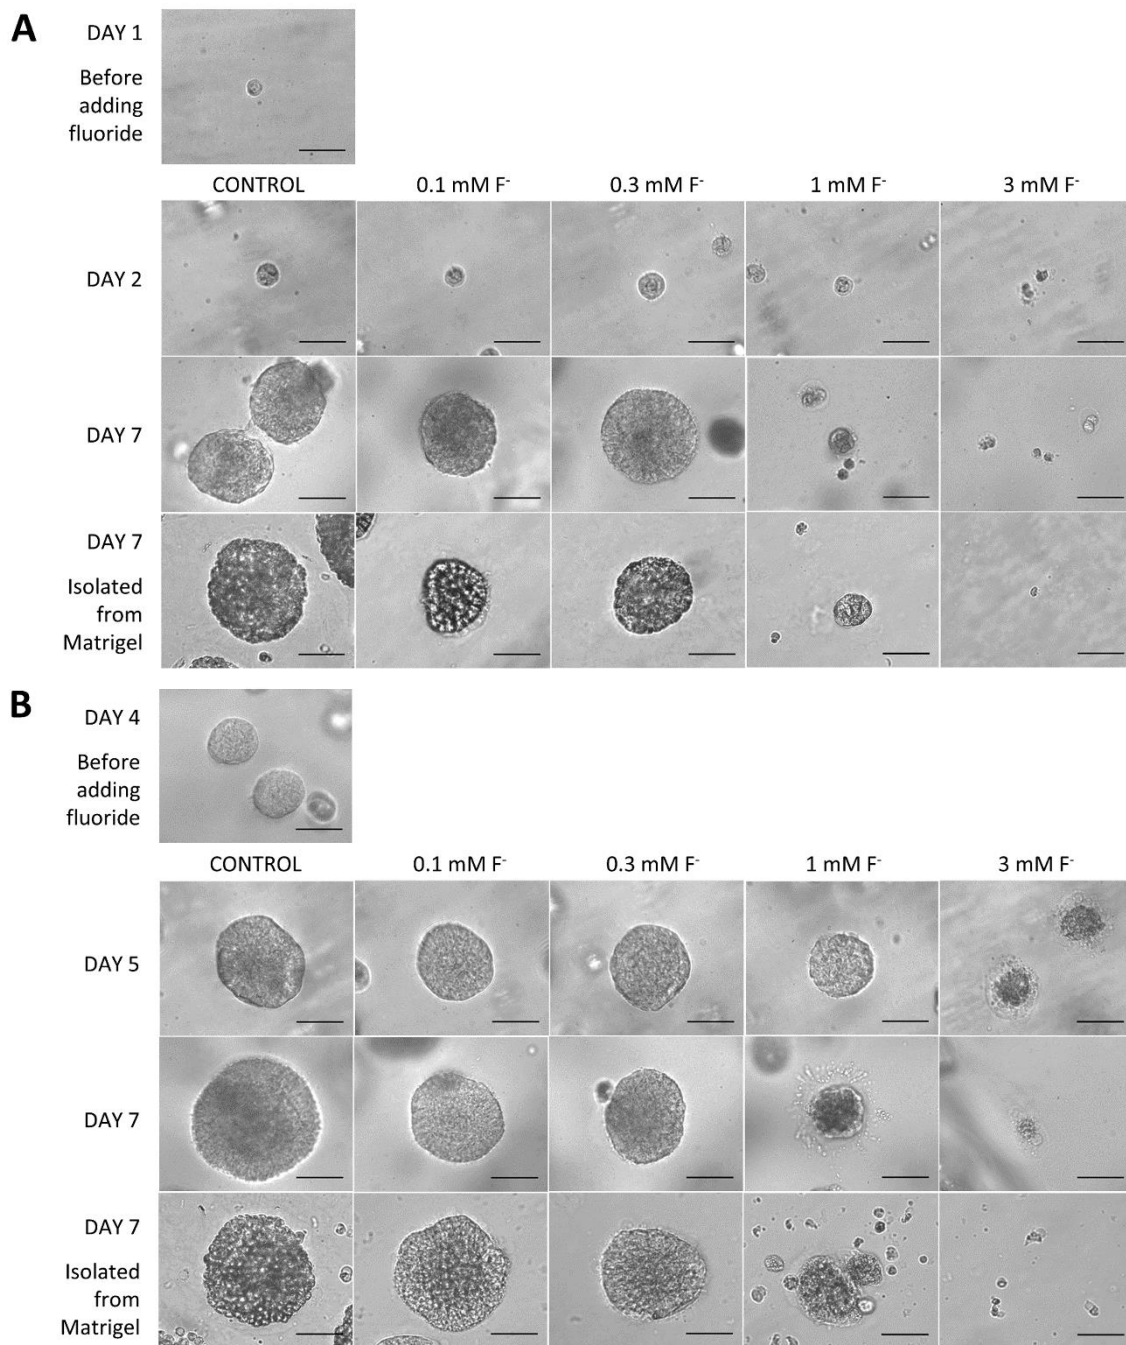 A
DAY 1
Before
adding
fluoride
CONTROL
0.1 mM F-
0.3 mM F-
1 mM F-
3 mM F-
DAY 2
DAY 7
DAY 7
Isolated
from
Matrigel
B
DAY 4
Before
adding
fluoride
CONTROL
0.1 mM F-
0.3 mM F-
1 mM F-
3 mM F-
DAY 5
DAY 7
DAY 7
Isolated
from
Matrigel